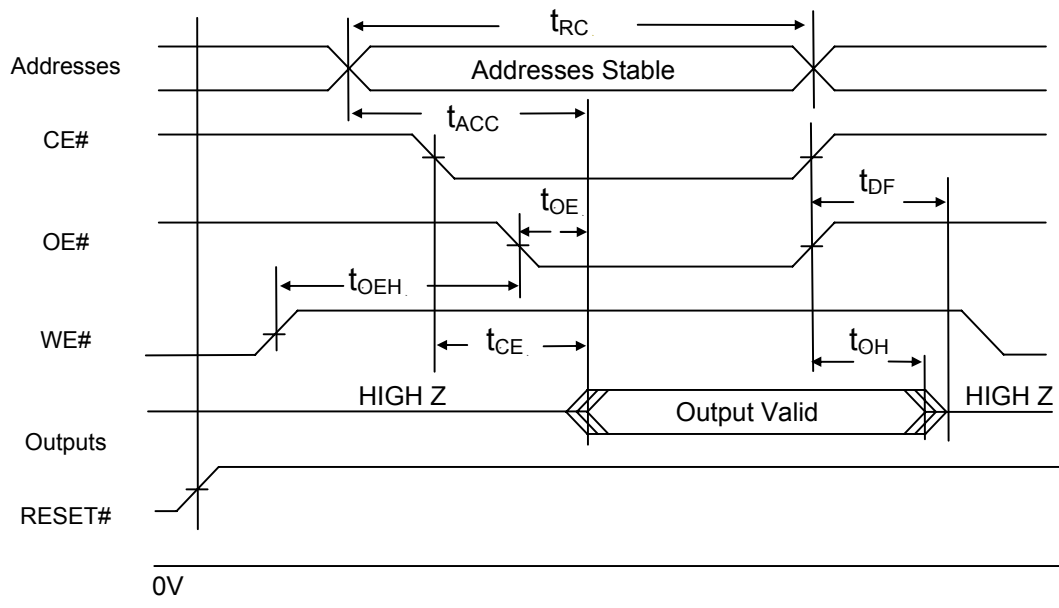 tRC
Addresses
Addresses Stable
tACC
CE#
tOE
tDF
OE#
tOEH
WE#
tCE
tOH
HIGH Z
Output Valid
HIGH Z
Outputs
RESET#
0V